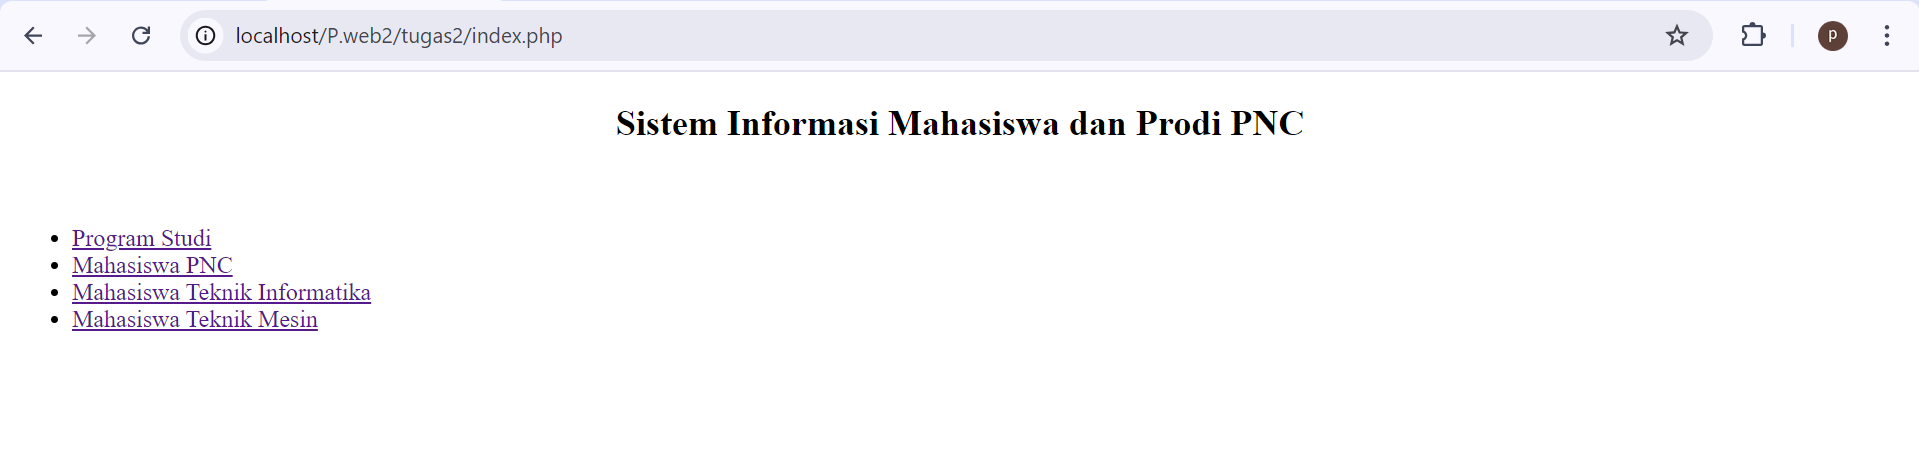 localhost/P.web2/tugas2/index.php
p
Sistem Informasi Mahasiswa dan Prodi PNC
Program Studi
Mahasiswa PNC
Mahasiswa Teknik Informatika
Mahasiswa Teknik Mesin